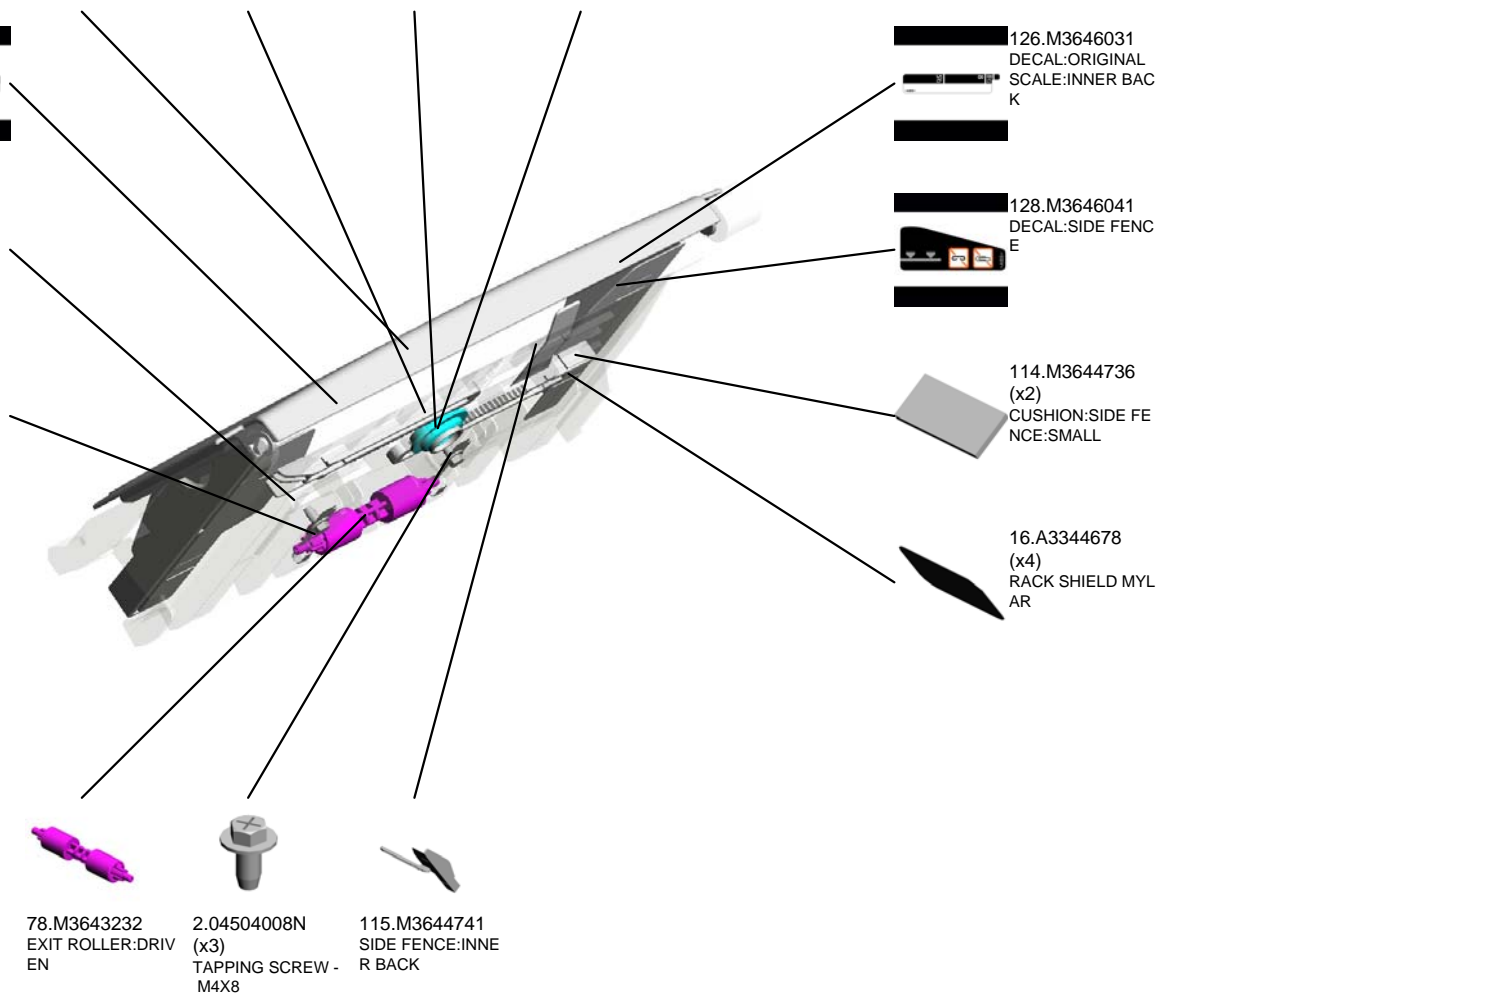 126.M3646031
DECAL:ORIGINAL
SCALE:INNER BAC
K
128.M3646041
DECAL:SIDE FENC
E
114.M3644736
(x2)
CUSHION:SIDE FE
NCE:SMALL
16.A3344678
(x4)
RACK SHIELD MYL
AR
78.M3643232
EXIT ROLLER:DRIV
EN
2.04504008N
(x3)
TAPPING SCREW -
M4X8
115.M3644741
SIDE FENCE:INNE
R BACK